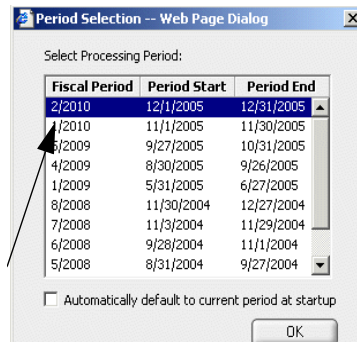 Period Selection -- Web Page Dialog
Select Processing Period:
Fiscal Period Period Start Period End
2/2010 12/1/2005 12/31/2005
1/2010 11/1/2005 11/30/2005
5/2009 9/27/2005 10/31/2005
4/2009 8/30/2005 9/26/2005
1/2009 5/31/2005 6/27/2005
8/2008 11/30/2004 12/27/2004
7/2008 11/3/2004 11/29/2004
6/2008 9/28/2004 11/1/2004
5/2008 8/31/2004 9/27/2004
Automatically default to current period at startup
OK